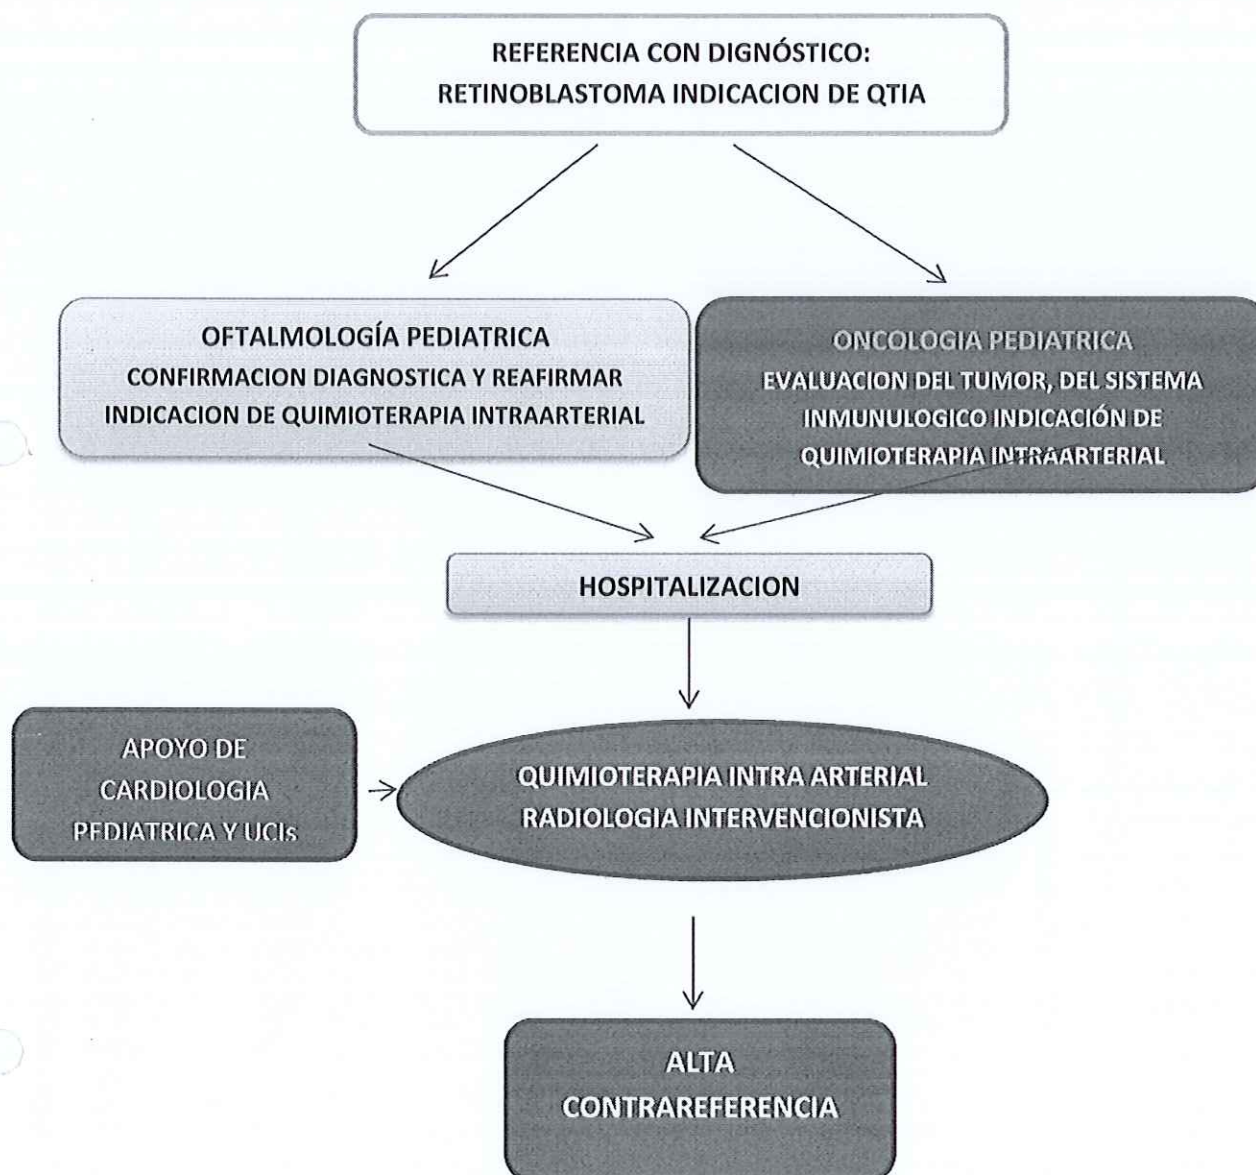 REFERENCIA CON DIGNÓSTICO:
RETINOBLASTOMA INDICACION DE QTIA
OFTALMOLOGÍA PEDIATRICA
CONFIRMACION DIAGNOSTICA Y REAFIRMAR
INDICACION DE QUIMIOTERAPIA INTRAARTERIAL
ONCOLOGIA PEDIATRICA
EVALUACION DEL TUMOR, DEL SISTEMA
INMUNULOGICO INDICACIÓN DE
QUIMIOTERAPIA INTRAARTERIAL
HOSPITALIZACION
APOYO DE
CARDIOLOGIA
PEDIATRICA Y UCIs
QUIMIOTERAPIA INTRA ARTERIAL
RADIOLOGIA INTERVENCIONISTA
ALTA
CONTRAREFERENCIA